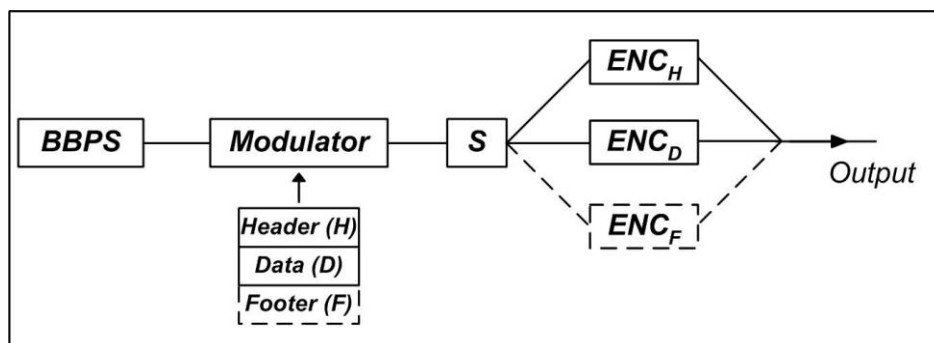 BBPS
Modulator
S
ENC_H
ENC_D
ENC_F
Output
Header (H)
Data (D)
Footer (F)